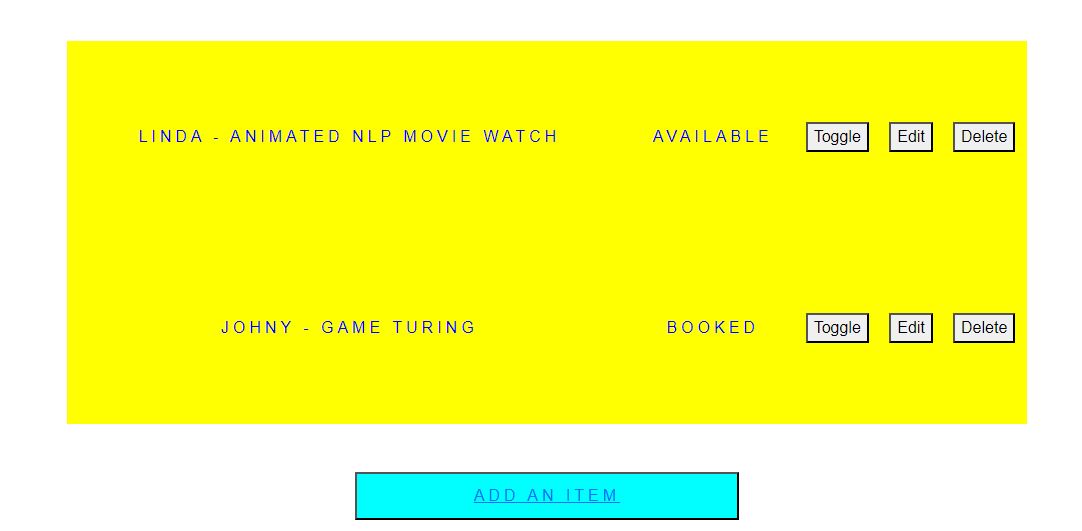 LINDA - ANIMATED NLP MOVIE WATCH AVAILABLE Toggle Edit Delete
JOHNY - GAME TURING BOOKED Toggle Edit Delete
ADD AN ITEM